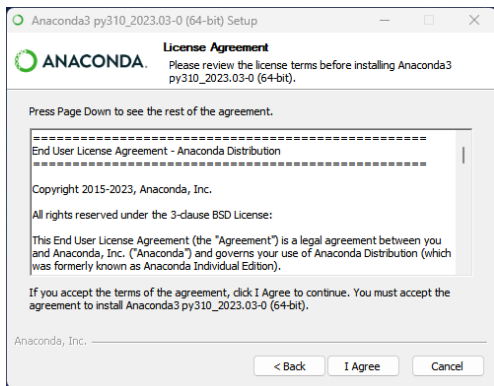 Anaconda3 py310_2023.03-0 (64-bit) Setup
ANACONDA.
License Agreement
Please review the license terms before installing Anaconda3
py310_2023.03-0 (64-bit).
Press Page Down to see the rest of the agreement.
==================================================
End User License Agreement - Anaconda Distribution
==================================================
Copyright 2015-2023, Anaconda, Inc.
All rights reserved under the 3-clause BSD License:
This End User License Agreement (the "Agreement") is a legal agreement between you
and Anaconda, Inc. ("Anaconda") and governs your use of Anaconda Distribution (which
was formerly known as Anaconda Individual Edition).
If you accept the terms of the agreement, click I Agree to continue. You must accept the
agreement to install Anaconda3 py310_2023.03-0 (64-bit).
Anaconda, Inc.
< Back
I Agree
Cancel